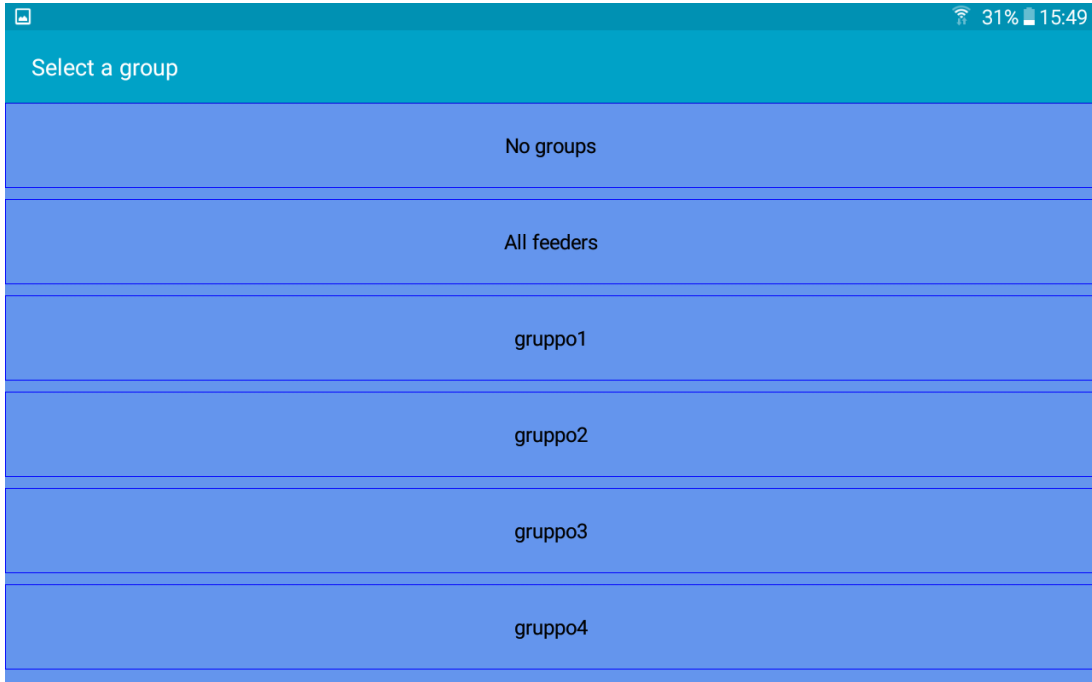 31% 15:49
Select a group
No groups
All feeders
gruppo1
gruppo2
gruppo3
gruppo4